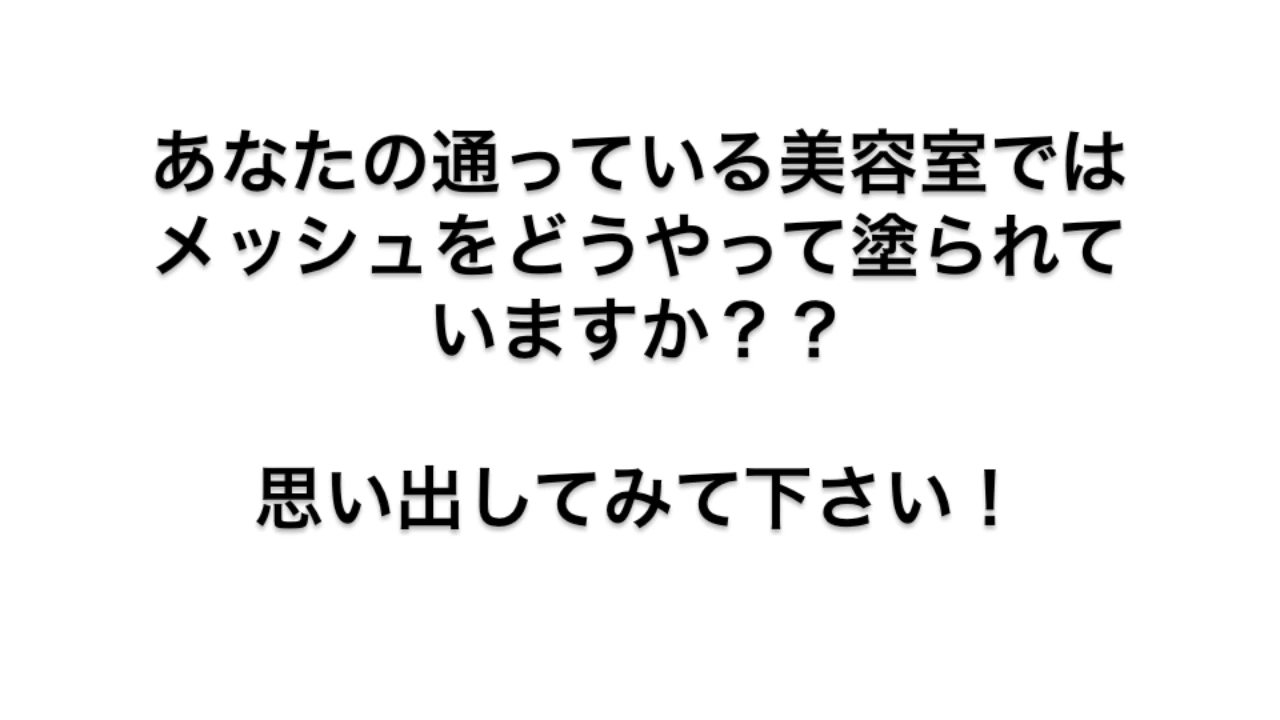 あなたの通っている美容室では
メッシュをどうやって塗られて
いますか？？
思い出してみて下さい！